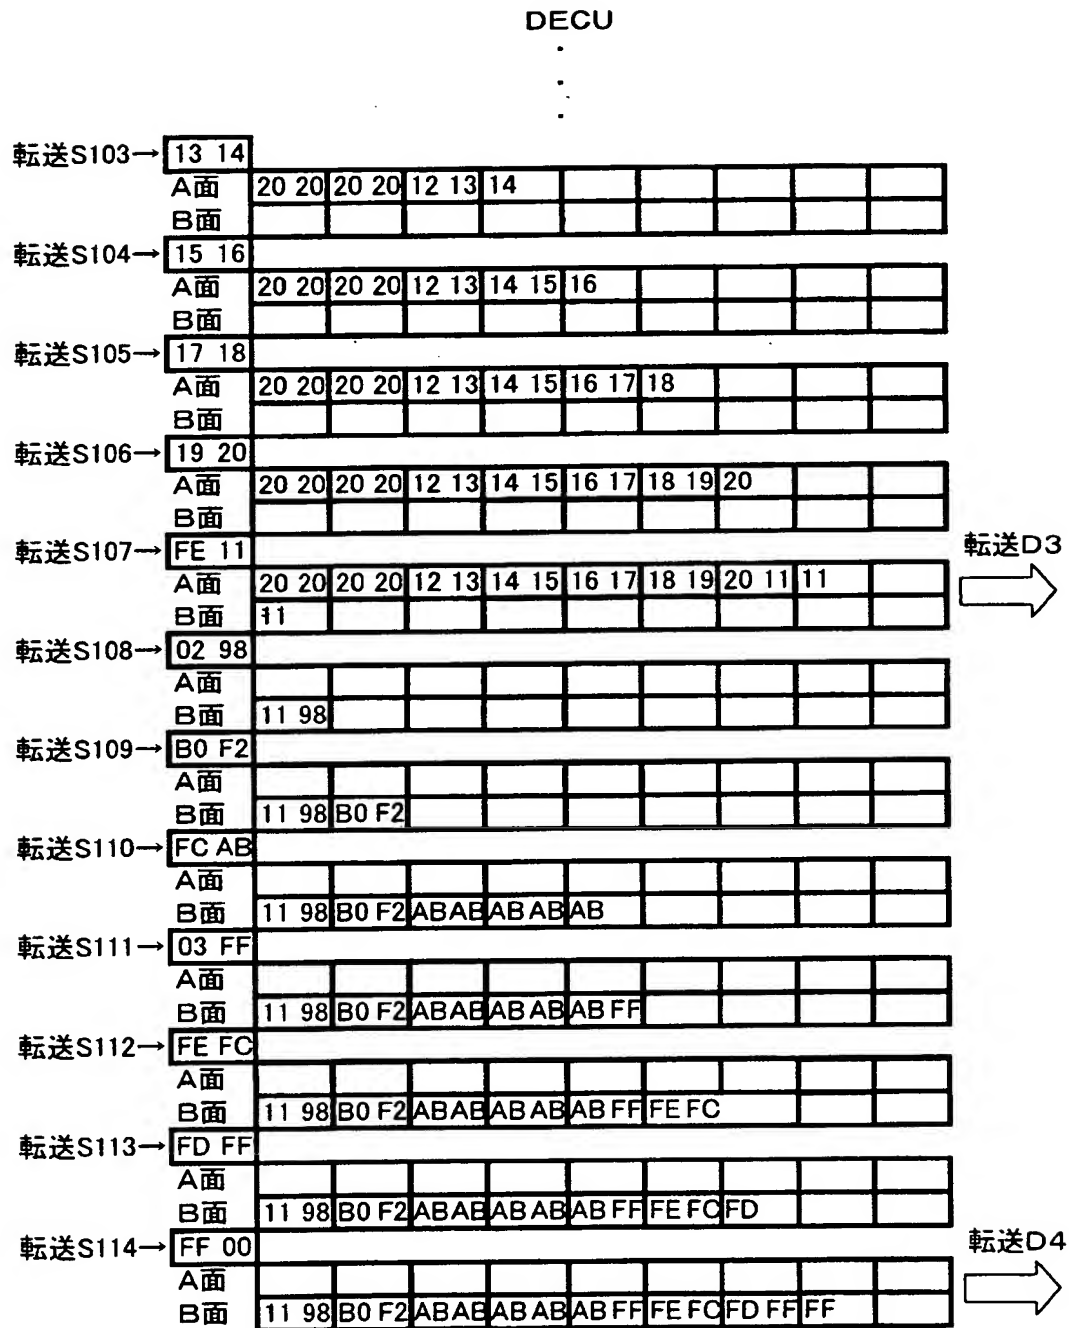 DECU
転送S103→ 13 14
A面 20 20 20 20 12 13 14
B面
転送S104→ 15 16
A面 20 20 20 20 12 13 14 15 16
B面
転送S105→ 17 18
A面 20 20 20 20 12 13 14 15 16 17 18
B面
転送S106→ 19 20
A面 20 20 20 20 12 13 14 15 16 17 18 19 20
B面
転送S107→ FE 11 転送D3
A面 20 20 20 20 12 13 14 15 16 17 18 19 20 11 11
B面 11
転送S108→ 02 98
A面
B面 11 98
転送S109→ B0 F2
A面
B面 11 98 B0 F2
転送S110→ FC AB
A面
B面 11 98 B0 F2 AB AB AB AB AB
転送S111→ 03 FF
A面
B面 11 98 B0 F2 AB AB AB AB AB FF
転送S112→ FE FC
A面
B面 11 98 B0 F2 AB AB AB AB AB FF FE FC
転送S113→ FD FF
A面
B面 11 98 B0 F2 AB AB AB AB AB FF FE FC FD
転送S114→ FF 00 転送D4
A面
B面 11 98 B0 F2 AB AB AB AB AB FF FE FC FD FF FF